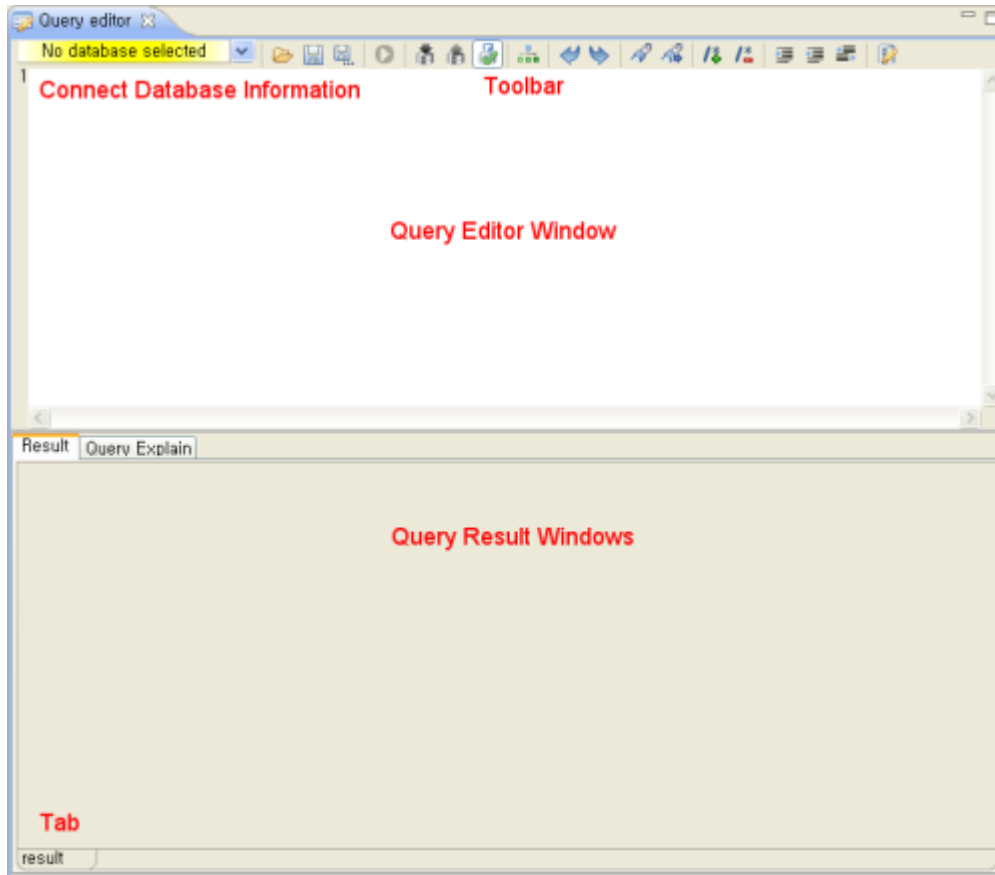 Query editor
No database selected
1
Connect Database Information
Toolbar
Query Editor Window
Result
Query Explain
Query Result Windows
Tab
result